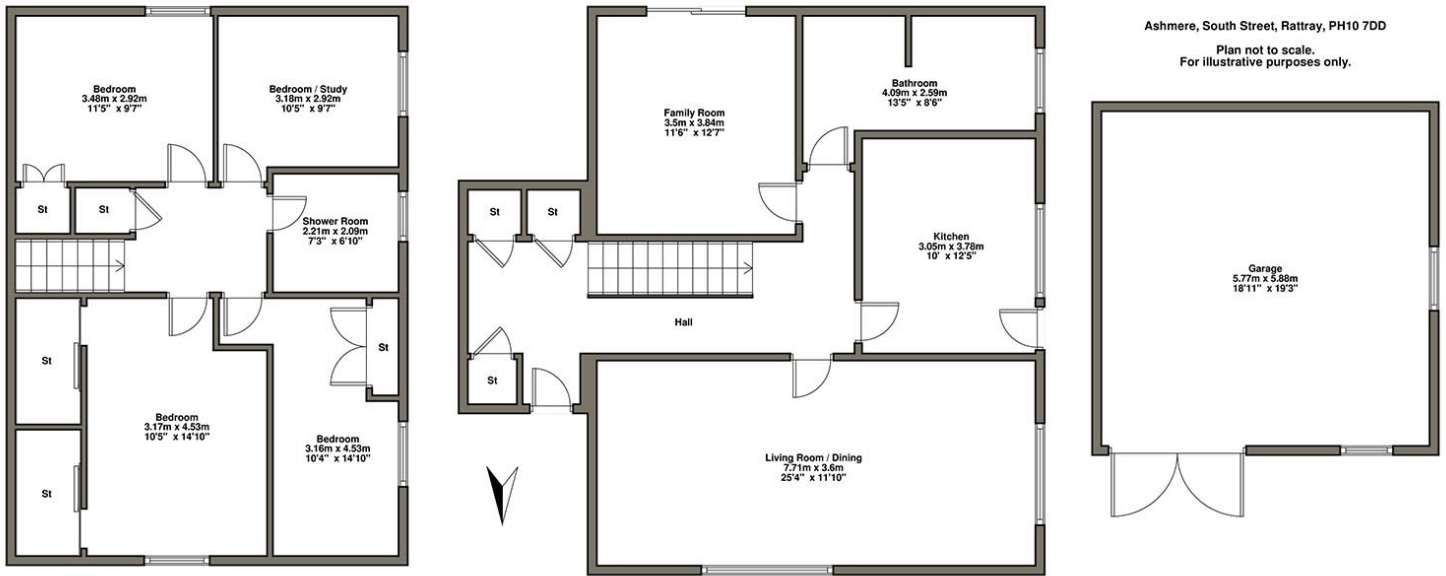 Ashmere, South Street, Rattray, PH10 7DD
Plan not to scale.
For illustrative purposes only.
Bedroom
3.48m x 2.92m
11'5" x 9'7"
Bedroom / Study
3.18m x 2.92m
10'5" x 9'7"
St
St
Shower Room
2.21m x 2.09m
7'3" x 6'10"
St
St
St
Bedroom
3.17m x 4.53m
10'5" x 14'10"
Bedroom
3.16m x 4.53m
10'4" x 14'10"
Family Room
3.5m x 3.84m
11'6" x 12'7"
Bathroom
4.09m x 2.59m
13'5" x 8'6"
St
St
Kitchen
3.05m x 3.78m
10' x 12'5"
Hall
St
Living Room / Dining
7.71m x 3.6m
25'4" x 11'10"
Garage
5.77m x 5.88m
18'11" x 19'3"